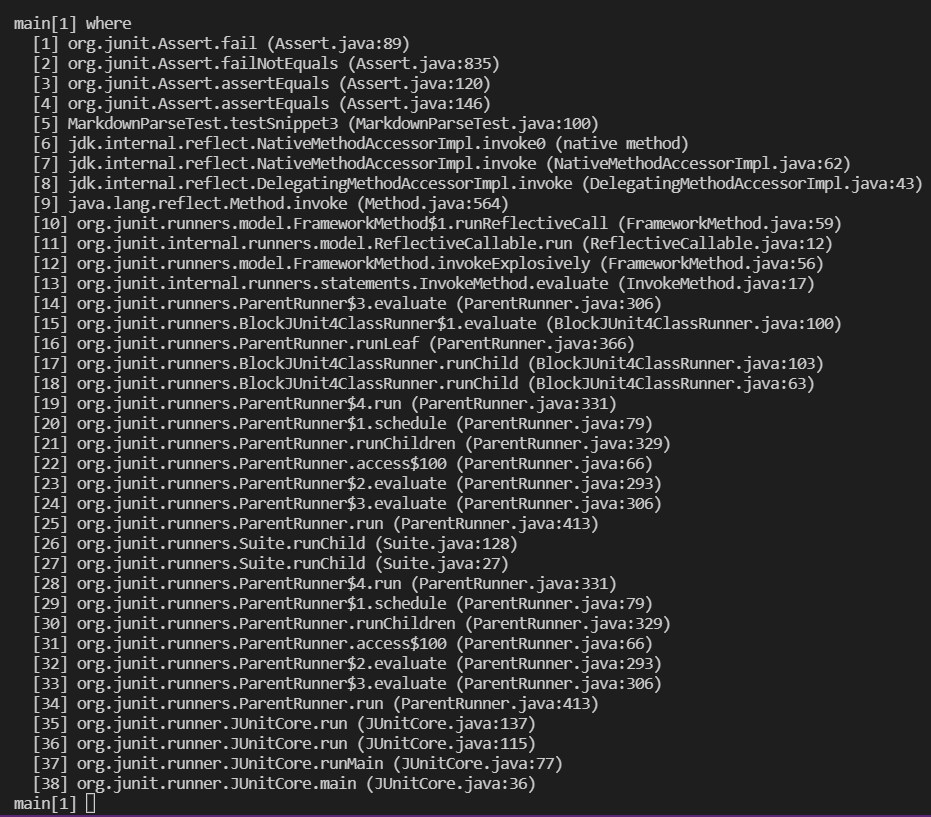 main[1] where
  [1] org.junit.Assert.fail (Assert.java:89)
  [2] org.junit.Assert.failNotEquals (Assert.java:835)
  [3] org.junit.Assert.assertEquals (Assert.java:120)
  [4] org.junit.Assert.assertEquals (Assert.java:146)
  [5] MarkdownParseTest.testSnippet3 (MarkdownParseTest.java:100)
  [6] jdk.internal.reflect.NativeMethodAccessorImpl.invoke0 (native method)
  [7] jdk.internal.reflect.NativeMethodAccessorImpl.invoke (NativeMethodAccessorImpl.java:62)
  [8] jdk.internal.reflect.DelegatingMethodAccessorImpl.invoke (DelegatingMethodAccessorImpl.java:43)
  [9] java.lang.reflect.Method.invoke (Method.java:564)
  [10] org.junit.runners.model.FrameworkMethod$1.runReflectiveCall (FrameworkMethod.java:59)
  [11] org.junit.internal.runners.model.ReflectiveCallable.run (ReflectiveCallable.java:12)
  [12] org.junit.runners.model.FrameworkMethod.invokeExplosively (FrameworkMethod.java:56)
  [13] org.junit.internal.runners.statements.InvokeMethod.evaluate (InvokeMethod.java:17)
  [14] org.junit.runners.ParentRunner$3.evaluate (ParentRunner.java:306)
  [15] org.junit.runners.BlockJUnit4ClassRunner$1.evaluate (BlockJUnit4ClassRunner.java:100)
  [16] org.junit.runners.ParentRunner.runLeaf (ParentRunner.java:366)
  [17] org.junit.runners.BlockJUnit4ClassRunner.runChild (BlockJUnit4ClassRunner.java:103)
  [18] org.junit.runners.BlockJUnit4ClassRunner.runChild (BlockJUnit4ClassRunner.java:63)
  [19] org.junit.runners.ParentRunner$4.run (ParentRunner.java:331)
  [20] org.junit.runners.ParentRunner$1.schedule (ParentRunner.java:79)
  [21] org.junit.runners.ParentRunner.runChildren (ParentRunner.java:329)
  [22] org.junit.runners.ParentRunner.access$100 (ParentRunner.java:66)
  [23] org.junit.runners.ParentRunner$2.evaluate (ParentRunner.java:293)
  [24] org.junit.runners.ParentRunner$3.evaluate (ParentRunner.java:306)
  [25] org.junit.runners.ParentRunner.run (ParentRunner.java:413)
  [26] org.junit.runners.Suite.runChild (Suite.java:128)
  [27] org.junit.runners.Suite.runChild (Suite.java:27)
  [28] org.junit.runners.ParentRunner$4.run (ParentRunner.java:331)
  [29] org.junit.runners.ParentRunner$1.schedule (ParentRunner.java:79)
  [30] org.junit.runners.ParentRunner.runChildren (ParentRunner.java:329)
  [31] org.junit.runners.ParentRunner.access$100 (ParentRunner.java:66)
  [32] org.junit.runners.ParentRunner$2.evaluate (ParentRunner.java:293)
  [33] org.junit.runners.ParentRunner$3.evaluate (ParentRunner.java:306)
  [34] org.junit.runners.ParentRunner.run (ParentRunner.java:413)
  [35] org.junit.runner.JUnitCore.run (JUnitCore.java:137)
  [36] org.junit.runner.JUnitCore.run (JUnitCore.java:115)
  [37] org.junit.runner.JUnitCore.runMain (JUnitCore.java:77)
  [38] org.junit.runner.JUnitCore.main (JUnitCore.java:36)
main[1]